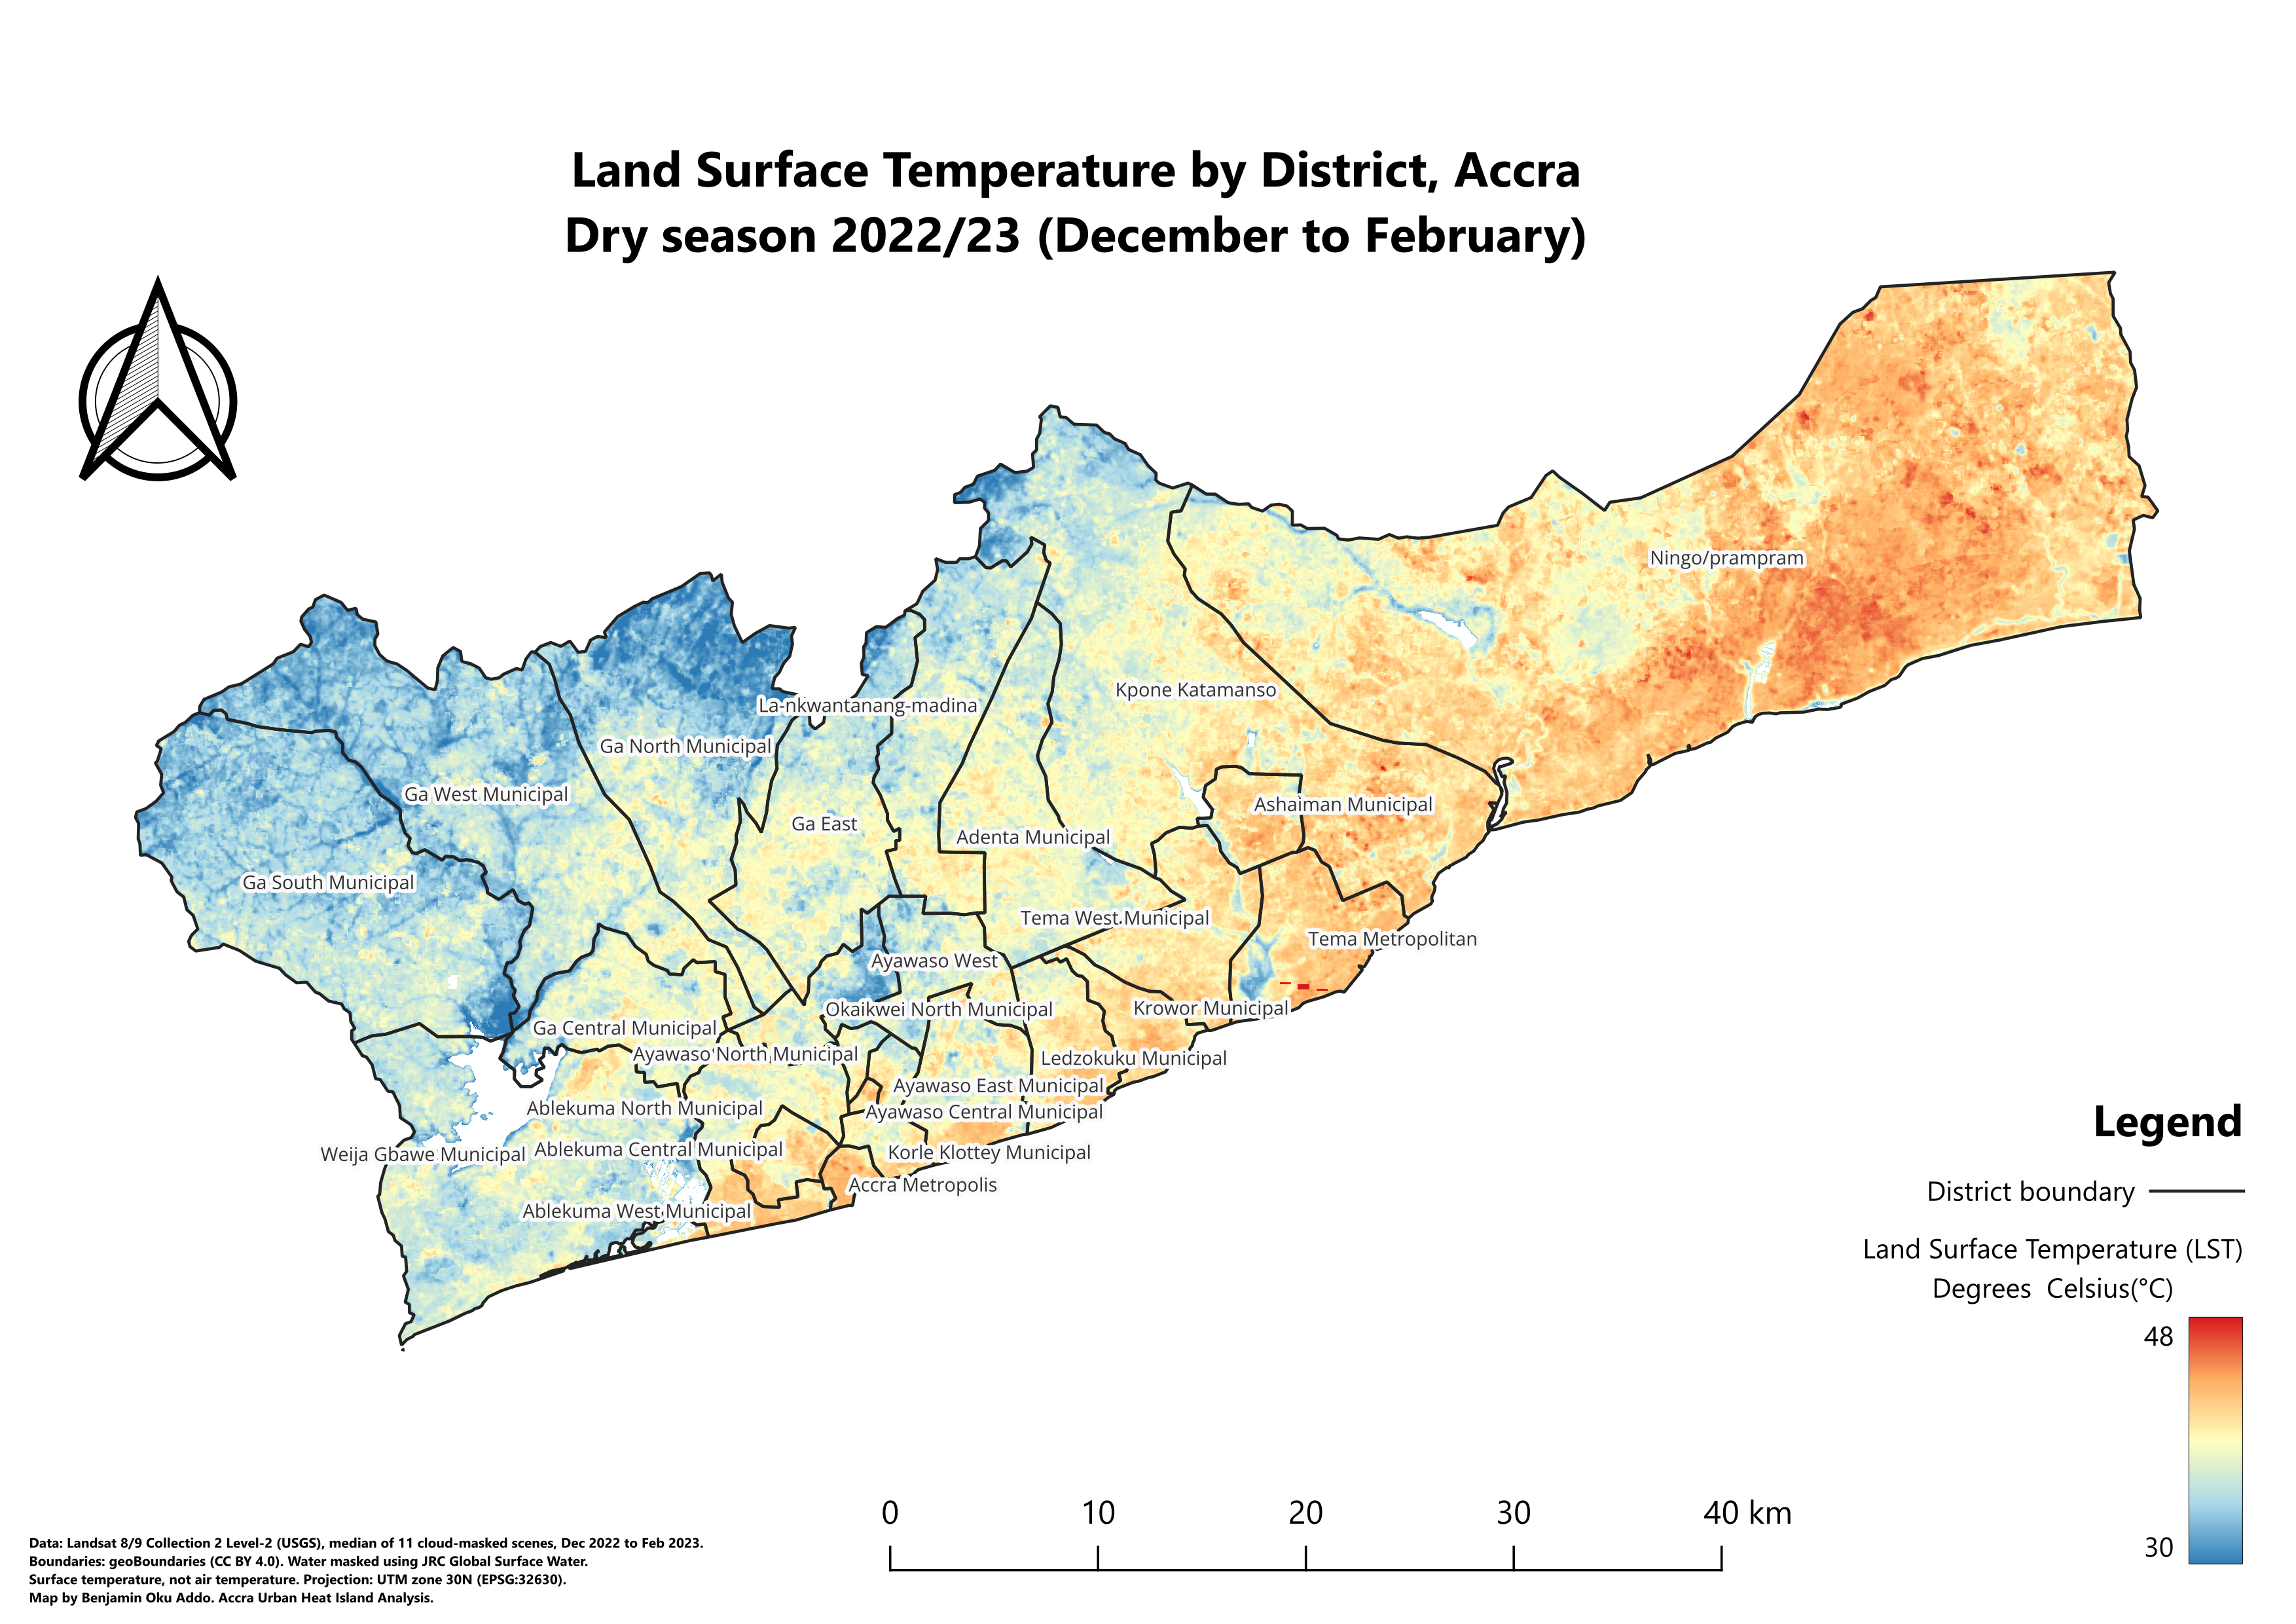 Land Surface Temperature by District, Accra
Dry season 2022/23 (December to February)
Ningo/prampram
Kpone Katamanso
La-nkwantanang-madina
Ga North Municipal
Ga West Municipal
Ashaiman Municipal
Ga East
Adenta Municipal
Ga South Municipal
Tema West Municipal
Tema Metropolitan
Ayawaso West
Okaikwei North Municipal
Krowor Municipal
Ga Central Municipal
Ayawaso North Municipal
Ledzokuku Municipal
Ayawaso East Municipal
Ablekuma North Municipal
Ayawaso Central Municipal
Weija Gbawe Municipal
Ablekuma Central Municipal
Korle Klottey Municipal
Accra Metropolis
Ablekuma West Municipal
Legend
District boundary
Land Surface Temperature (LST)
Degrees  Celsius(°C)
48
30
0 10 20 30 40 km
Data: Landsat 8/9 Collection 2 Level-2 (USGS), median of 11 cloud-masked scenes, Dec 2022 to Feb 2023.
Boundaries: geoBoundaries (CC BY 4.0). Water masked using JRC Global Surface Water.
Surface temperature, not air temperature. Projection: UTM zone 30N (EPSG:32630).
Map by Benjamin Oku Addo. Accra Urban Heat Island Analysis.